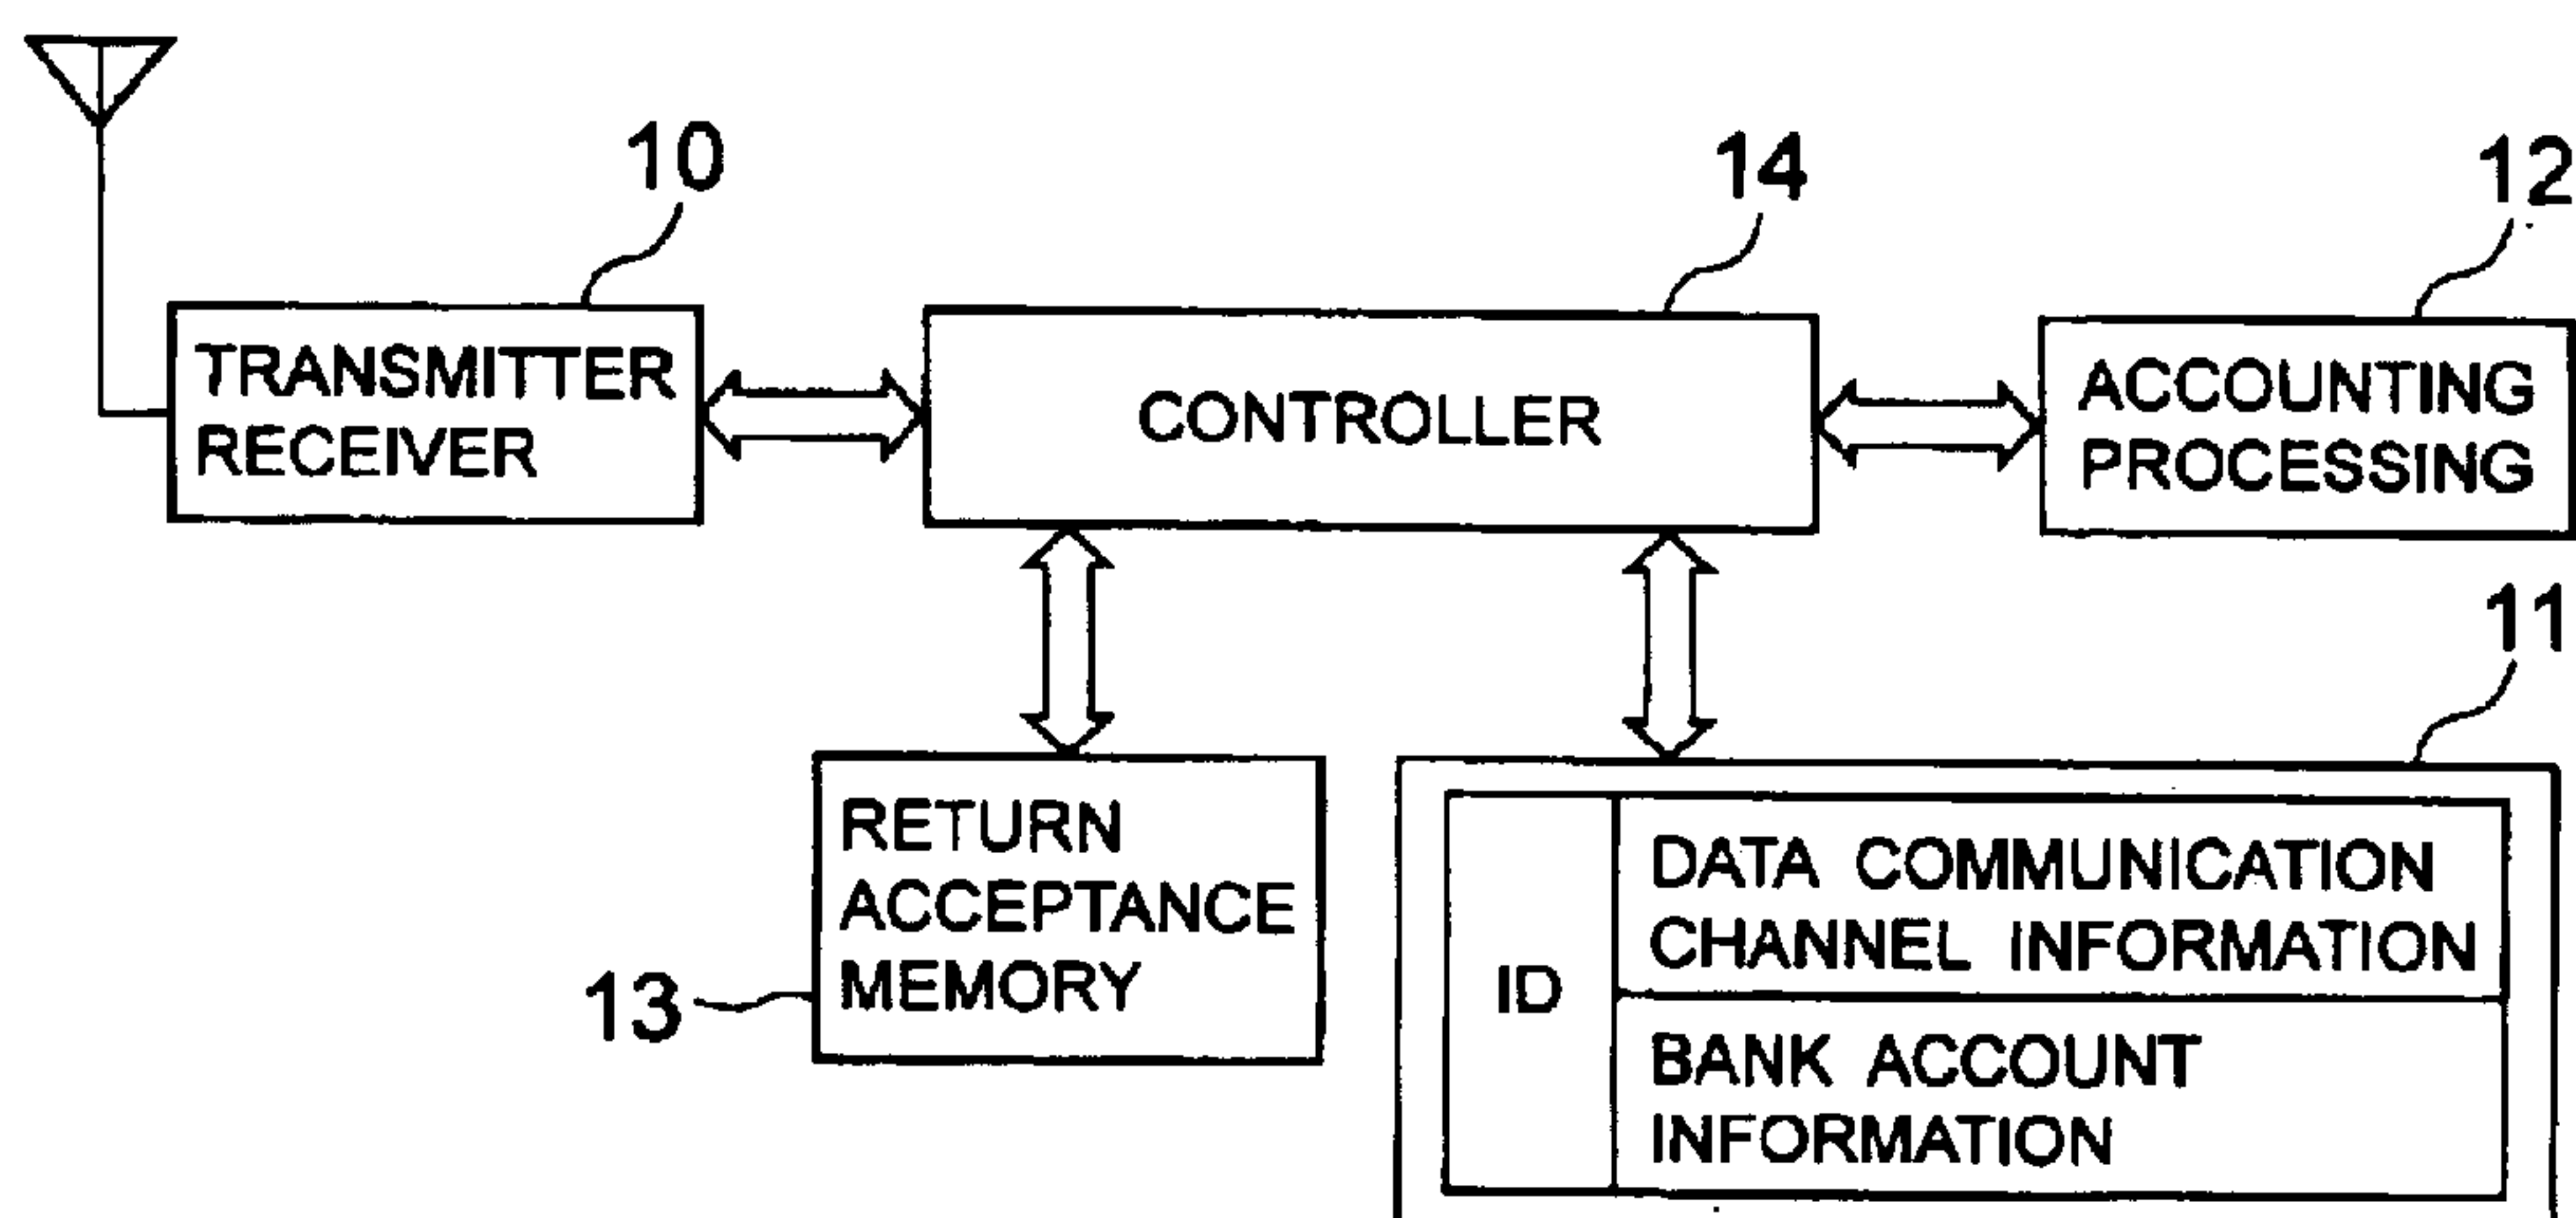 10
14
12
TRANSMITTER
RECEIVER
CONTROLLER
ACCOUNTING
PROCESSING
11
RETURN
ACCEPTANCE
MEMORY
13
ID
DATA COMMUNICATION
CHANNEL INFORMATION
BANK ACCOUNT
INFORMATION